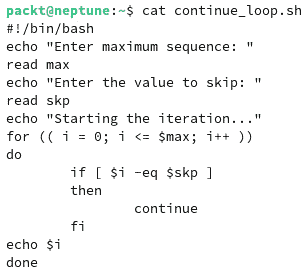 packt@neptune:~$ cat continue_loop.sh
#!/bin/bash
echo "Enter maximum sequence: "
read max
echo "Enter the value to skip: "
read skp
echo "Starting the iteration..."
for (( i = 0; i <= $max; i++ ))
do
        if [ $i -eq $skp ]
        then
                continue
        fi
echo $i
done